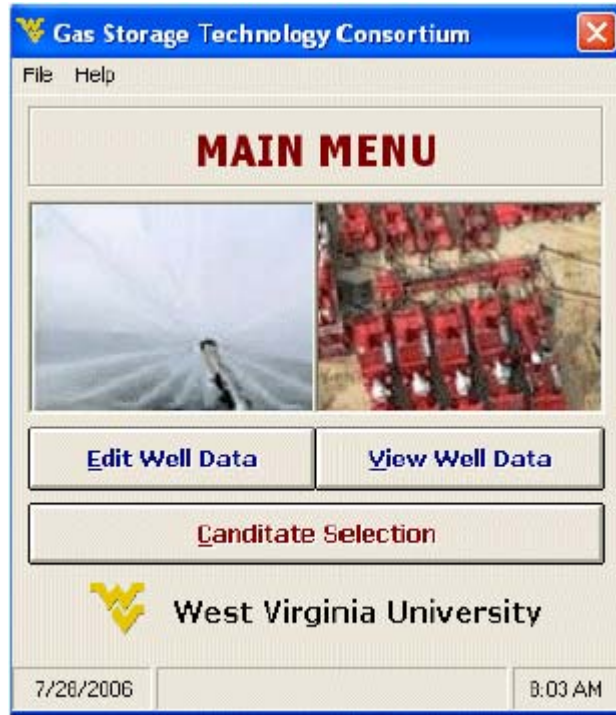 Gas Storage Technology Consortium
File Help
MAIN MENU
Edit Well Data View Well Data
Canditate Selection
West Virginia University
7/28/2006 8:03 AM